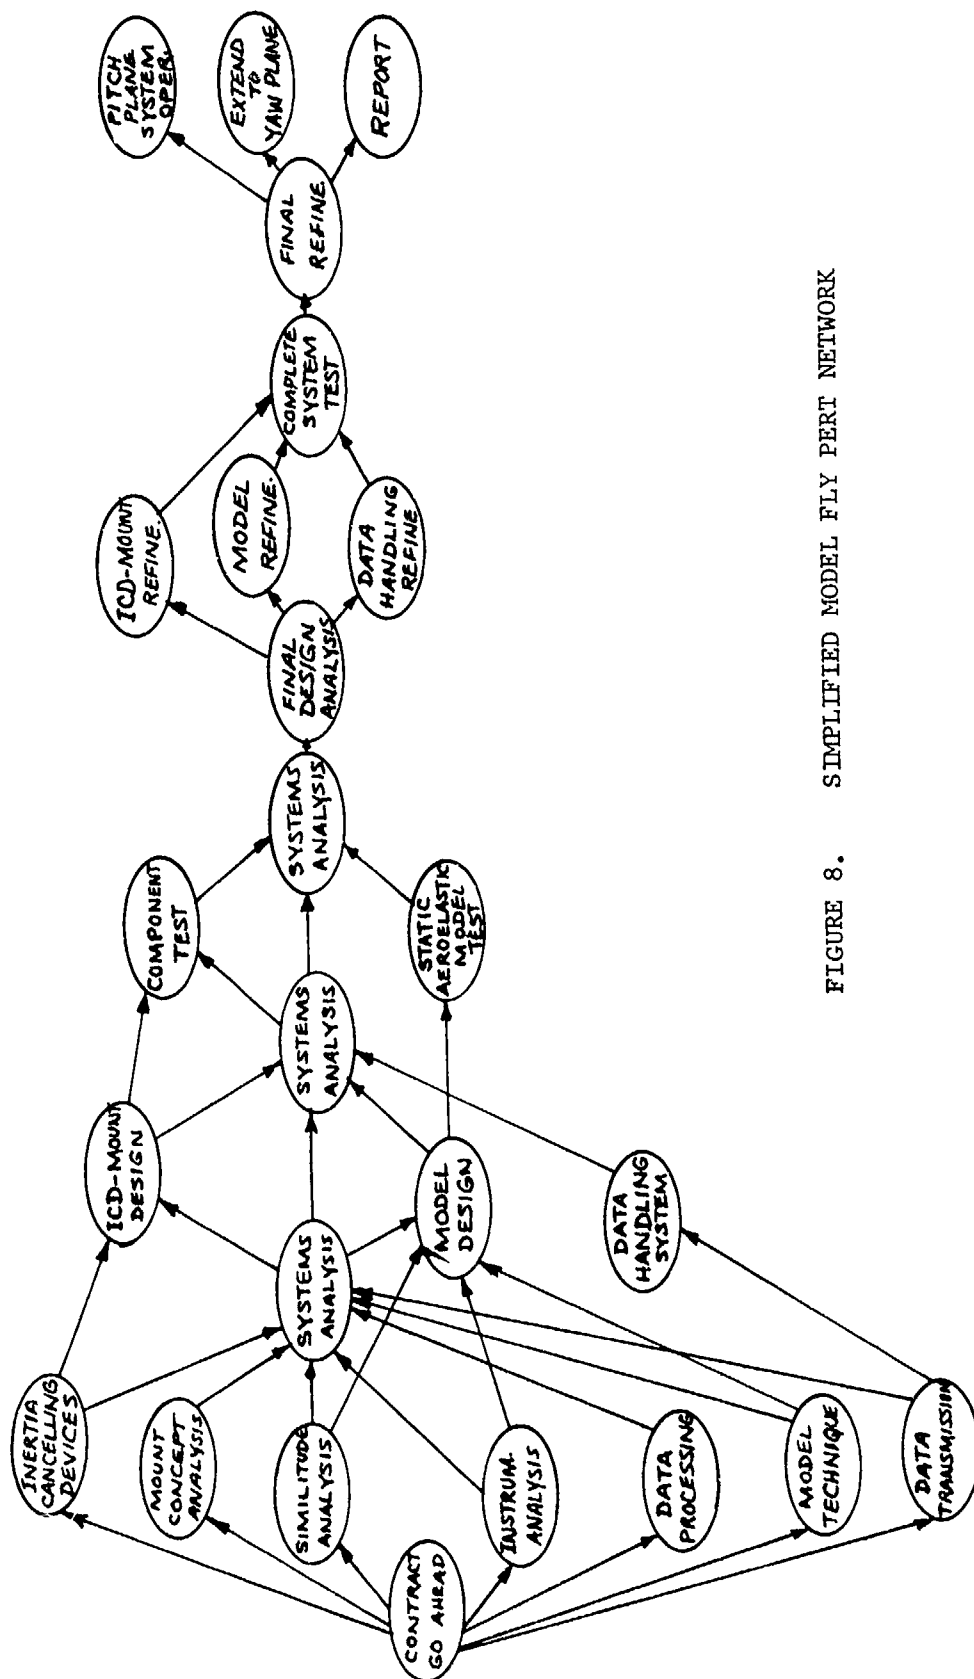 CONTRACT
GO AHEAD
INERTIA
CANCELLING
DEVICES
MOUNT
CONCEPT
ANALYSIS
SIMILITUDE
ANALYSIS
INSTRUM.
ANALYSIS
DATA
PROCESSING
MODEL
TECHNIQUE
DATA
TRANSMISSION
SYSTEMS
ANALYSIS
ICD-MOUNT
DESIGN
MODEL
DESIGN
DATA
HANDLING
SYSTEM
SYSTEMS
ANALYSIS
COMPONENT
TEST
STATIC
AEROELASTIC
MODEL
TEST
SYSTEMS
ANALYSIS
FINAL
DESIGN
ANALYSIS
ICD-MOUNT
REFINE.
MODEL
REFINE.
DATA
HANDLING
REFINE
COMPLETE
SYSTEM
TEST
FINAL
REFINE.
PITCH
PLANE
SYSTEM
OPER.
EXTEND
TO
YAW PLANE
REPORT
FIGURE 8. SIMPLIFIED MODEL FLY PERT NETWORK